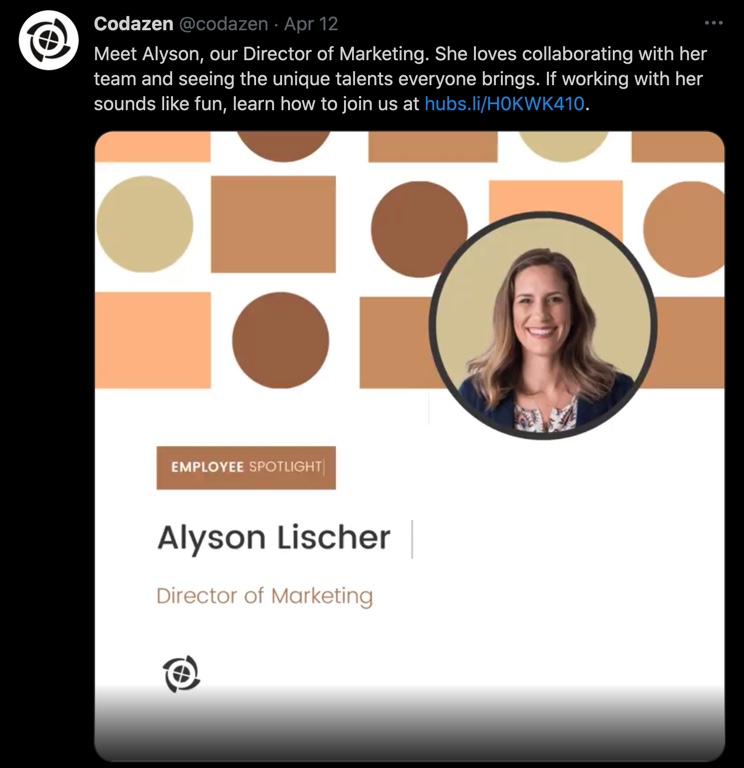 Codazen @codazen · Apr 12
Meet Alyson, our Director of Marketing. She loves collaborating with her
team and seeing the unique talents everyone brings. If working with her
sounds like fun, learn how to join us at hubs.li/H0KWK410.
EMPLOYEE SPOTLIGHT
Alyson Lischer
Director of Marketing